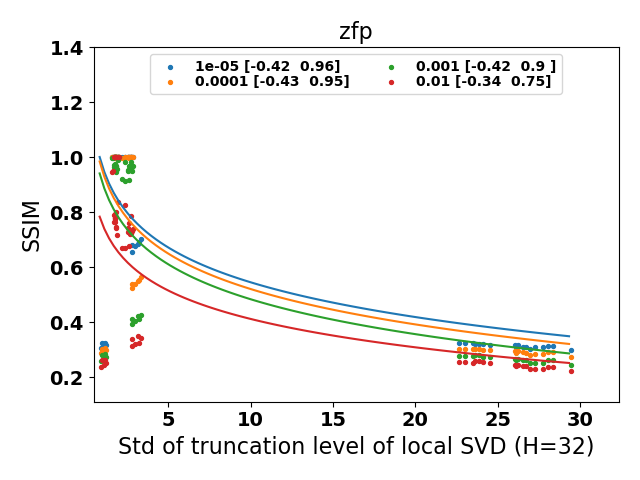 zfp
1e-05 [-0.42  0.96]
0.0001 [-0.43  0.95]
0.001 [-0.42  0.9 ]
0.01 [-0.34  0.75]
SSIM
1.4
1.2
1.0
0.8
0.6
0.4
0.2
5 10 15 20 25 30
Std of truncation level of local SVD (H=32)